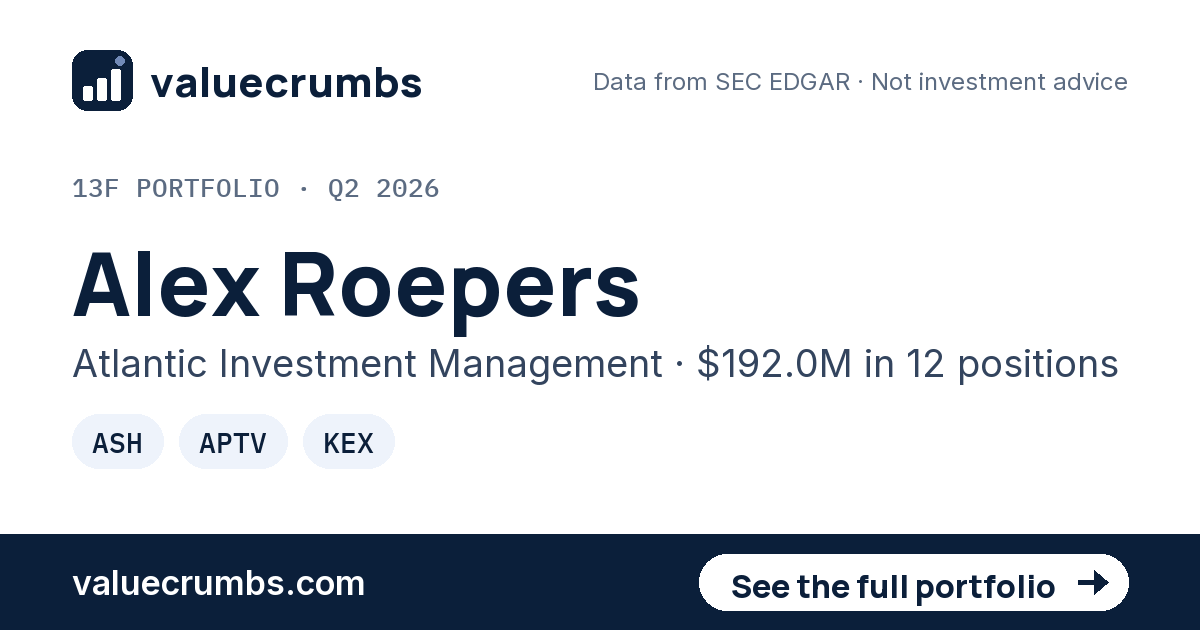 valuecrumbs
Data from SEC EDGAR · Not investment advice
13F PORTFOLIO · Q2 2026
Alex Roepers
Atlantic Investment Management · $192.0M in 12 positions
ASH APTV KEX
valuecrumbs.com
See the full portfolio →